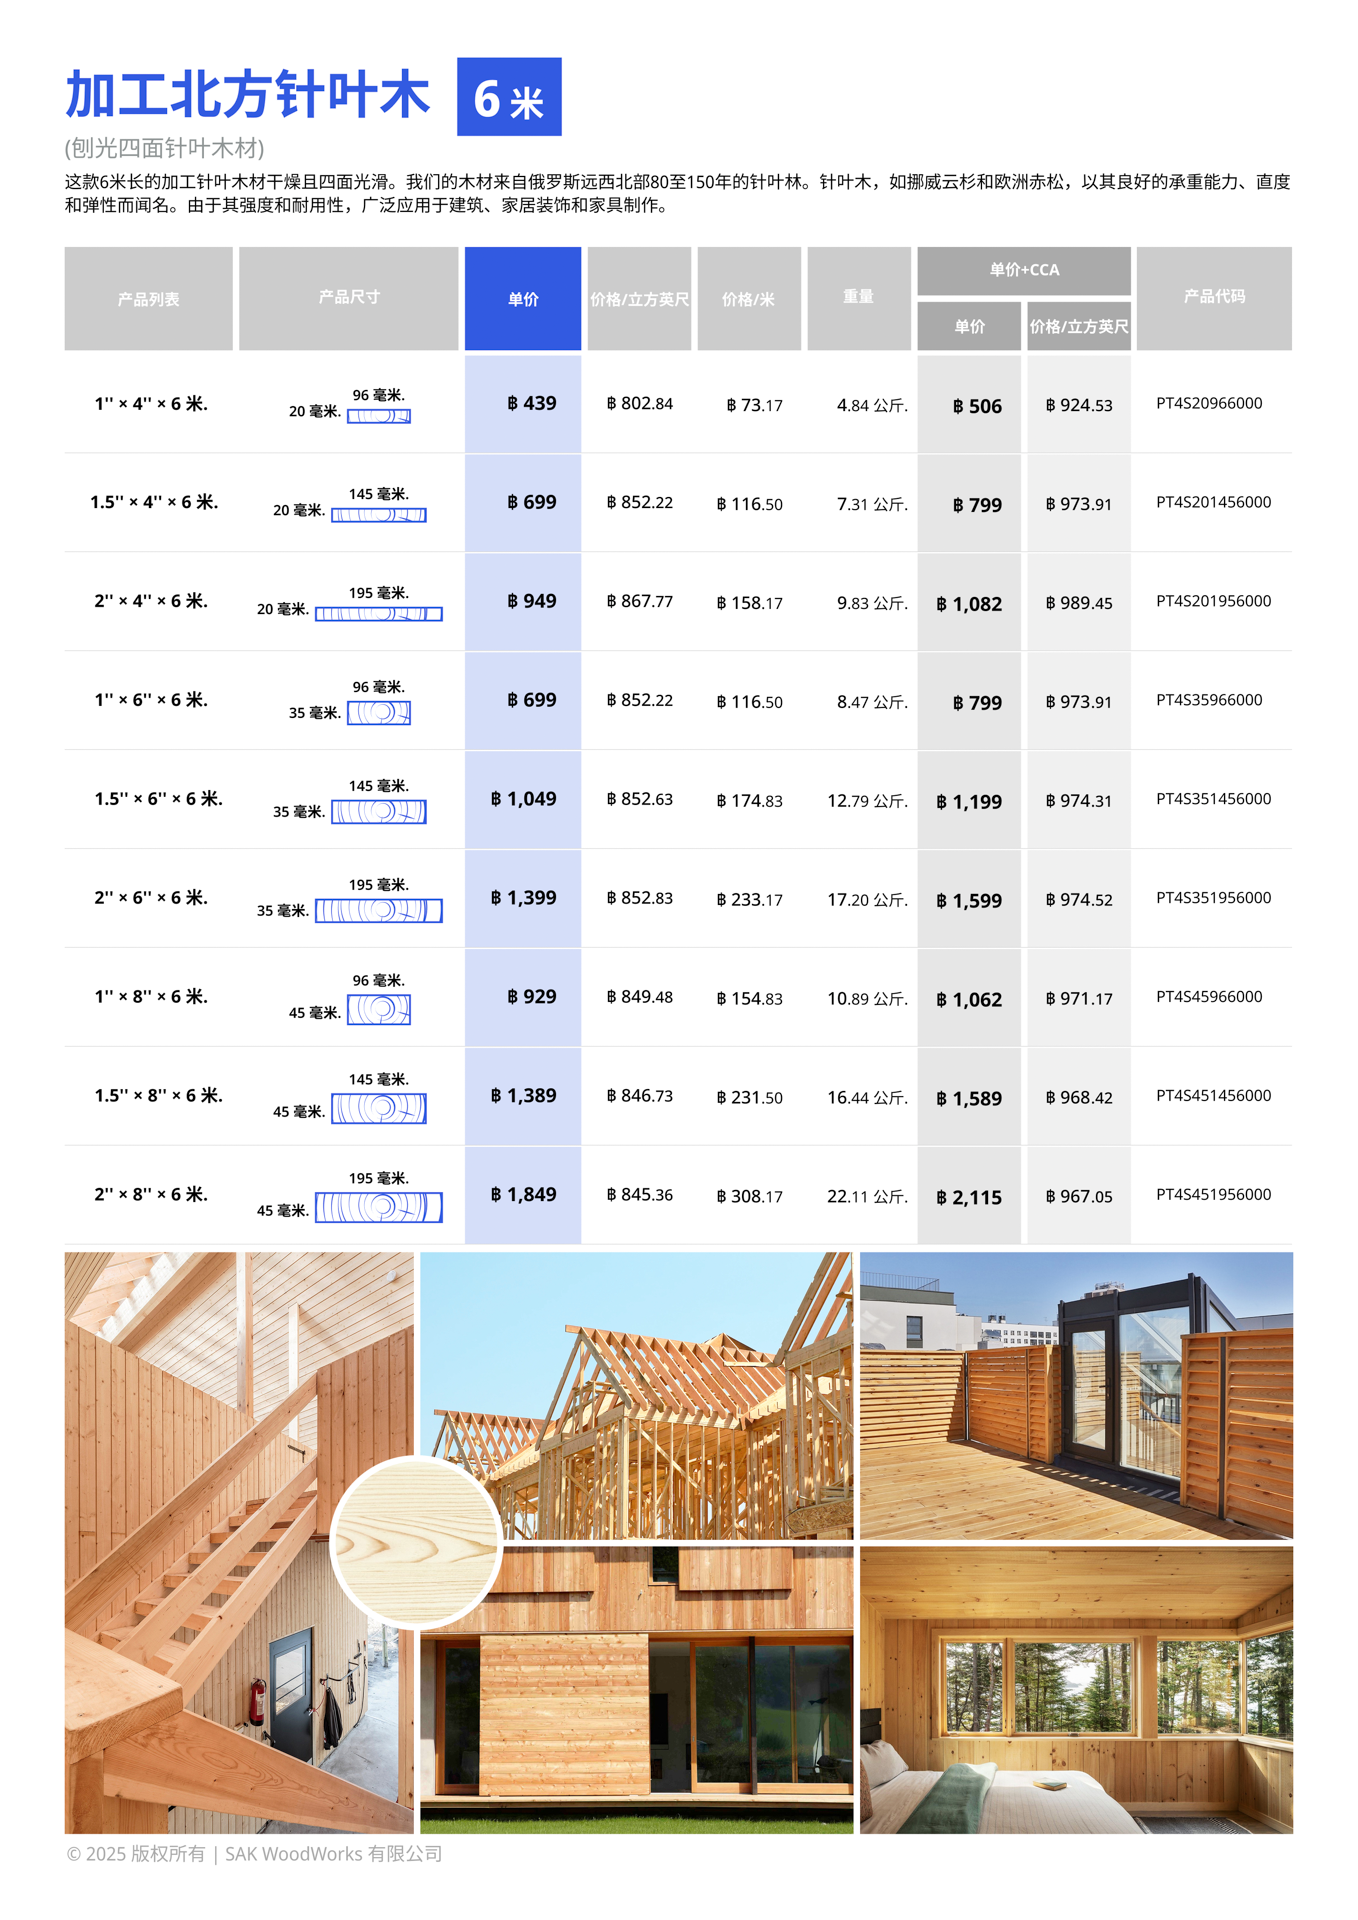 加工北方针叶木 6 米
(刨光四面针叶木材)
这款6米长的加工针叶木材干燥且四面光滑。我们的木材来自俄罗斯远西北部80至150年的针叶林。针叶木，如挪威云杉和欧洲赤松，以其良好的承重能力、直度
和弹性而闻名。由于其强度和耐用性，广泛应用于建筑、家居装饰和家具制作。
产品列表 产品尺寸 单价 价格/立方英尺 价格/米 重量 单价+CCA 产品代码
单价 价格/立方英尺
1'' × 4'' × 6 米. 20 毫米. 96 毫米. ฿ 439 ฿ 802.84 ฿ 73.17 4.84 公斤. ฿ 506 ฿ 924.53 PT4S20966000
1.5'' × 4'' × 6 米. 20 毫米. 145 毫米. ฿ 699 ฿ 852.22 ฿ 116.50 7.31 公斤. ฿ 799 ฿ 973.91 PT4S201456000
2'' × 4'' × 6 米. 20 毫米. 195 毫米. ฿ 949 ฿ 867.77 ฿ 158.17 9.83 公斤. ฿ 1,082 ฿ 989.45 PT4S201956000
1'' × 6'' × 6 米. 35 毫米. 96 毫米. ฿ 699 ฿ 852.22 ฿ 116.50 8.47 公斤. ฿ 799 ฿ 973.91 PT4S35966000
1.5'' × 6'' × 6 米. 35 毫米. 145 毫米. ฿ 1,049 ฿ 852.63 ฿ 174.83 12.79 公斤. ฿ 1,199 ฿ 974.31 PT4S351456000
2'' × 6'' × 6 米. 35 毫米. 195 毫米. ฿ 1,399 ฿ 852.83 ฿ 233.17 17.20 公斤. ฿ 1,599 ฿ 974.52 PT4S351956000
1'' × 8'' × 6 米. 45 毫米. 96 毫米. ฿ 929 ฿ 849.48 ฿ 154.83 10.89 公斤. ฿ 1,062 ฿ 971.17 PT4S45966000
1.5'' × 8'' × 6 米. 45 毫米. 145 毫米. ฿ 1,389 ฿ 846.73 ฿ 231.50 16.44 公斤. ฿ 1,589 ฿ 968.42 PT4S451456000
2'' × 8'' × 6 米. 45 毫米. 195 毫米. ฿ 1,849 ฿ 845.36 ฿ 308.17 22.11 公斤. ฿ 2,115 ฿ 967.05 PT4S451956000
© 2025 版权所有 | SAK WoodWorks 有限公司